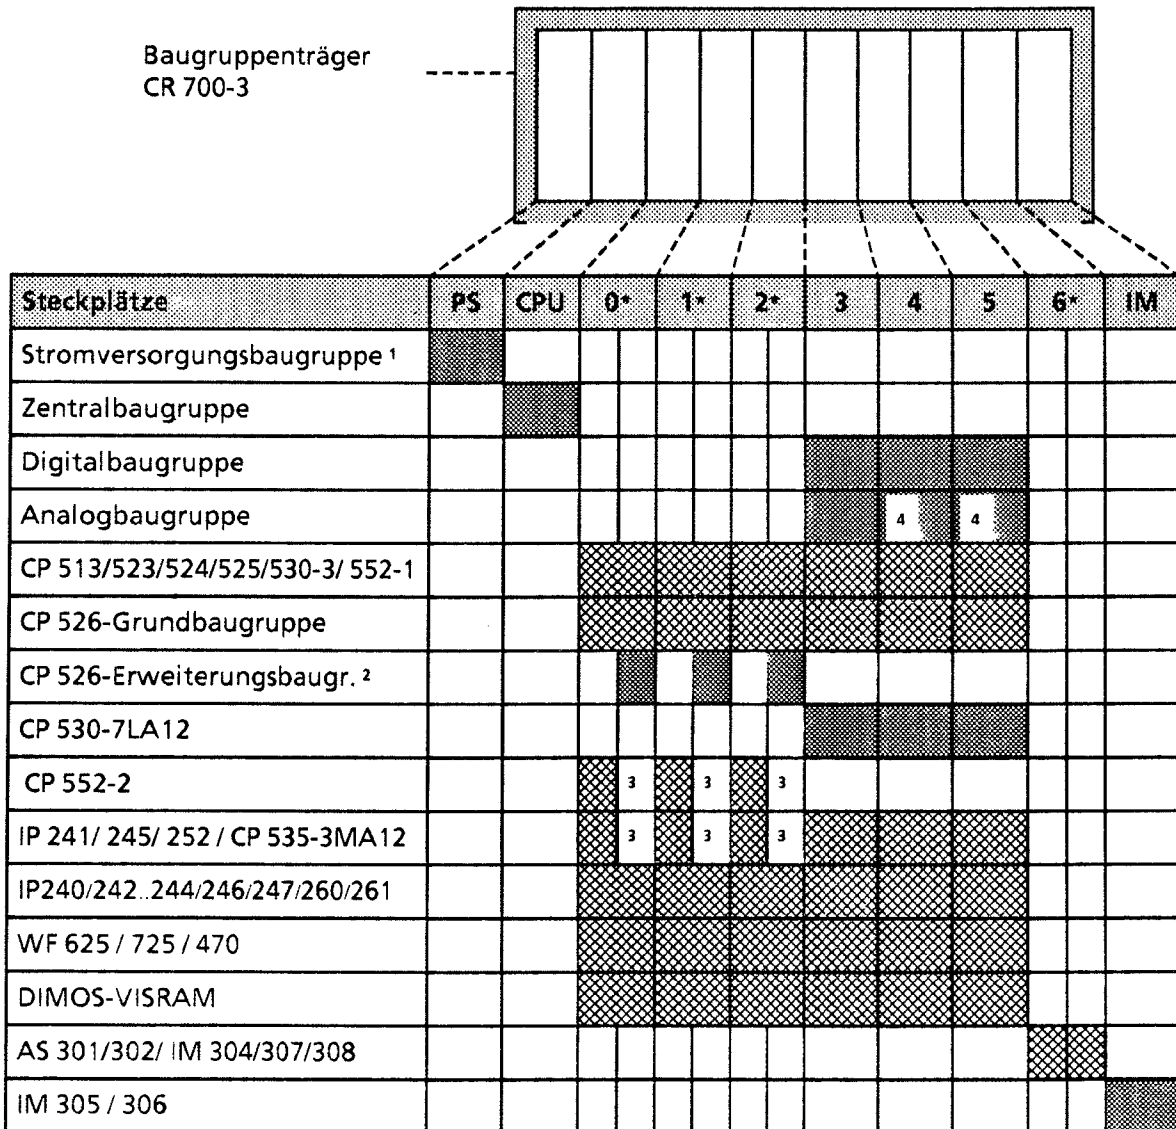 Baugruppenträger
CR 700-3
Steckplätze PS CPU 0* 1* 2* 3 4 5 6* IM
Stromversorgungsbaugruppe ¹
Zentralbaugruppe
Digitalbaugruppe
Analogbaugruppe 4 4
CP 513/523/524/525/530-3/ 552-1
CP 526-Grundbaugruppe
CP 526-Erweiterungsbaugr. ²
CP 530-7LA12
CP 552-2 3 3 3
IP 241/ 245/ 252 / CP 535-3MA12 3 3 3
IP240/242..244/246/247/260/261
WF 625 / 725 / 470
DIMOS-VISRAM
AS 301/302/ IM 304/307/308
IM 305 / 306